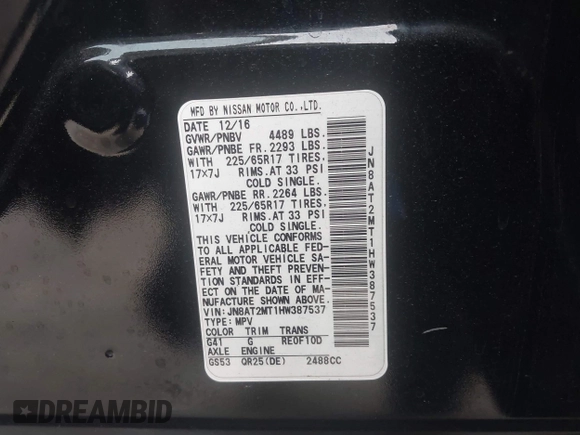 MFD BY NISSAN MOTOR CO.,LTD.
DATE 12/16
GVWR/PNBV 4489 LBS.
GAWR/PNBE FR. 2293 LBS.
WITH 225/65R17 TIRES,
17X7J RIMS, AT 33 PSI
COLD SINGLE.
GAWR/PNBE RR. 2264 LBS.
WITH 225/65R17 TIRES,
17X7J RIMS, AT 33 PSI
COLD SINGLE.
THIS VEHICLE CONFORMS
TO ALL APPLICABLE FED-
ERAL MOTOR VEHICLE SA-
FETY AND THEFT PREVENT-
ION STANDARDS IN EFF-
ECT ON THE DATE OF MA-
NUFACTURE SHOWN ABOVE.
VIN:JN8AT2MT1HW387537
TYPE:MPV
COLOR TRIM TRANS
G41 G RE0F10D
AXLE ENGINE
GS53 QR25(DE) 2488CC
JN8AT2MT1HW387537
DREAMBID